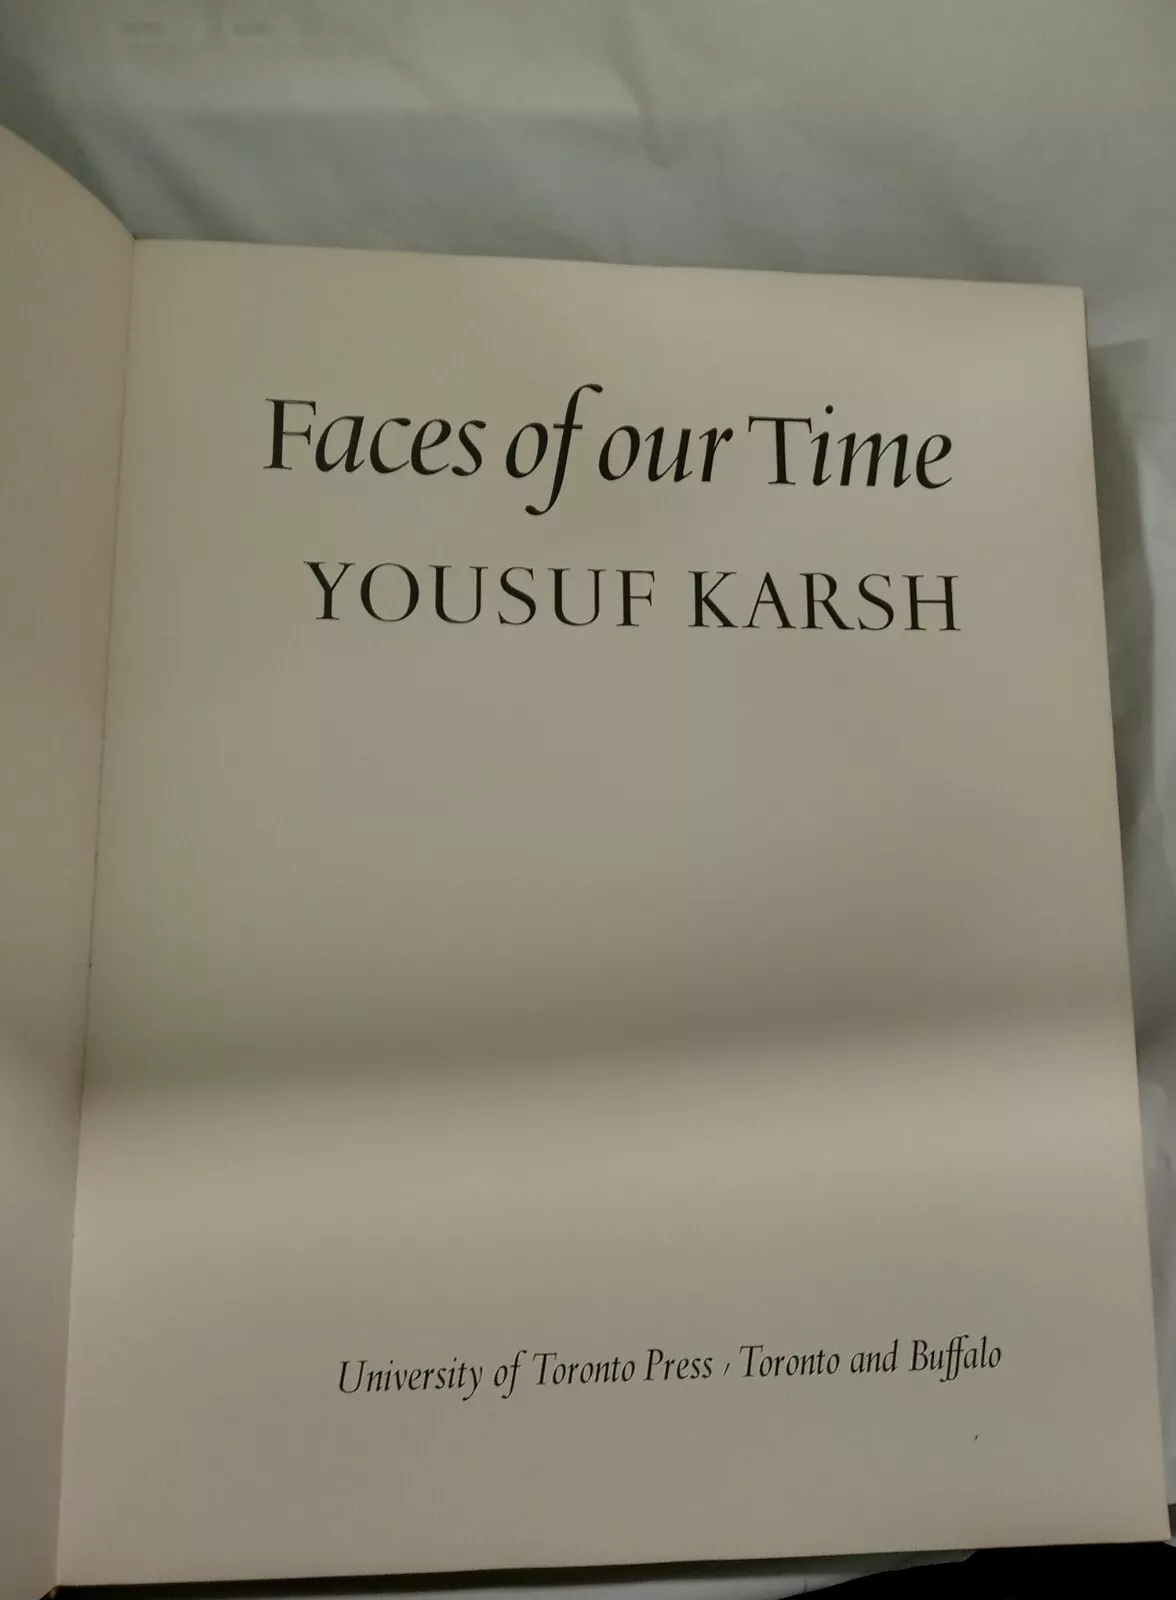 Faces of our Time
YOUSUF KARSH
University of Toronto Press / Toronto and Buffalo